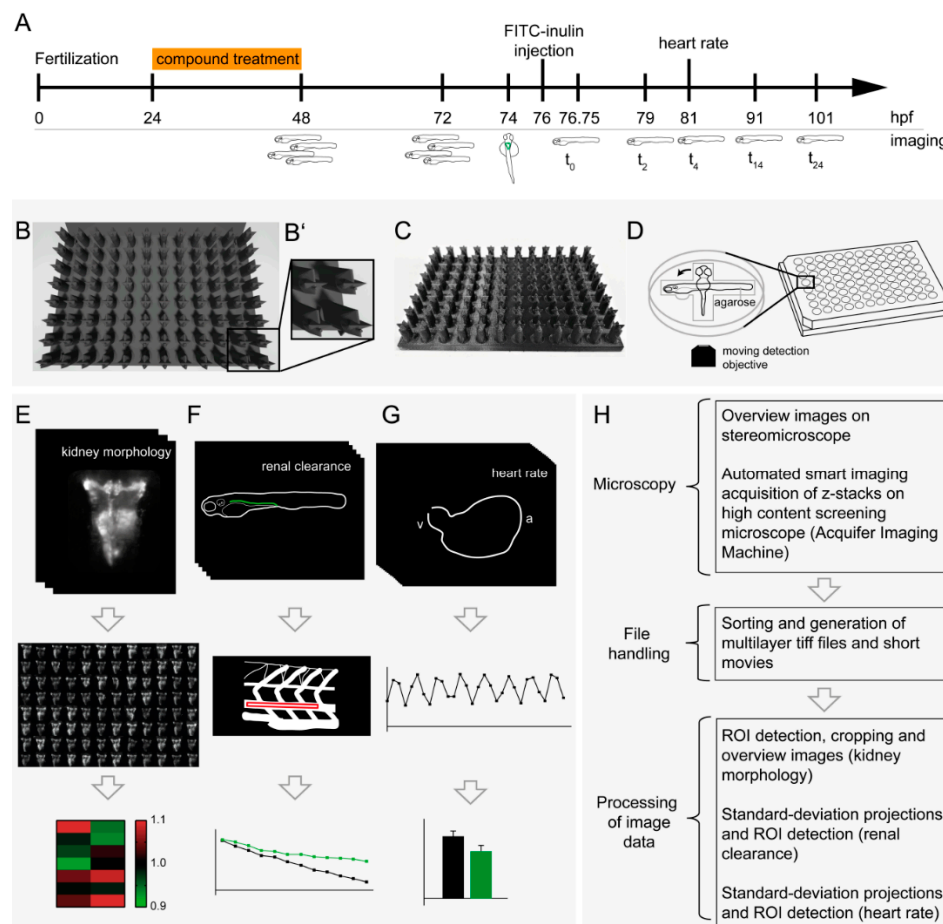 A
FITC-inulin
injection
heart rate
Fertilization
compound treatment
0 24 48 72 74 76 76.75 79 81 91 101 hpf
imaging
t0 t2 t4 t14 t24
B
B'
C
D
agarose
moving detection
objective
E
kidney morphology
1.1
1.0
0.9
F
renal clearance
G
heart rate
v
a
H
Microscopy
Overview images on
stereomicroscope
Automated smart imaging
acquisition of z-stacks on
high content screening
microscope (Acquifer Imaging
Machine)
File
handling
Sorting and generation of
multilayer tiff files and short
movies
Processing
of image
data
ROI detection, cropping and
overview images (kidney
morphology)
Standard-deviation projections
and ROI detection (renal
clearance)
Standard-deviation projections
and ROI detection (heart rate)